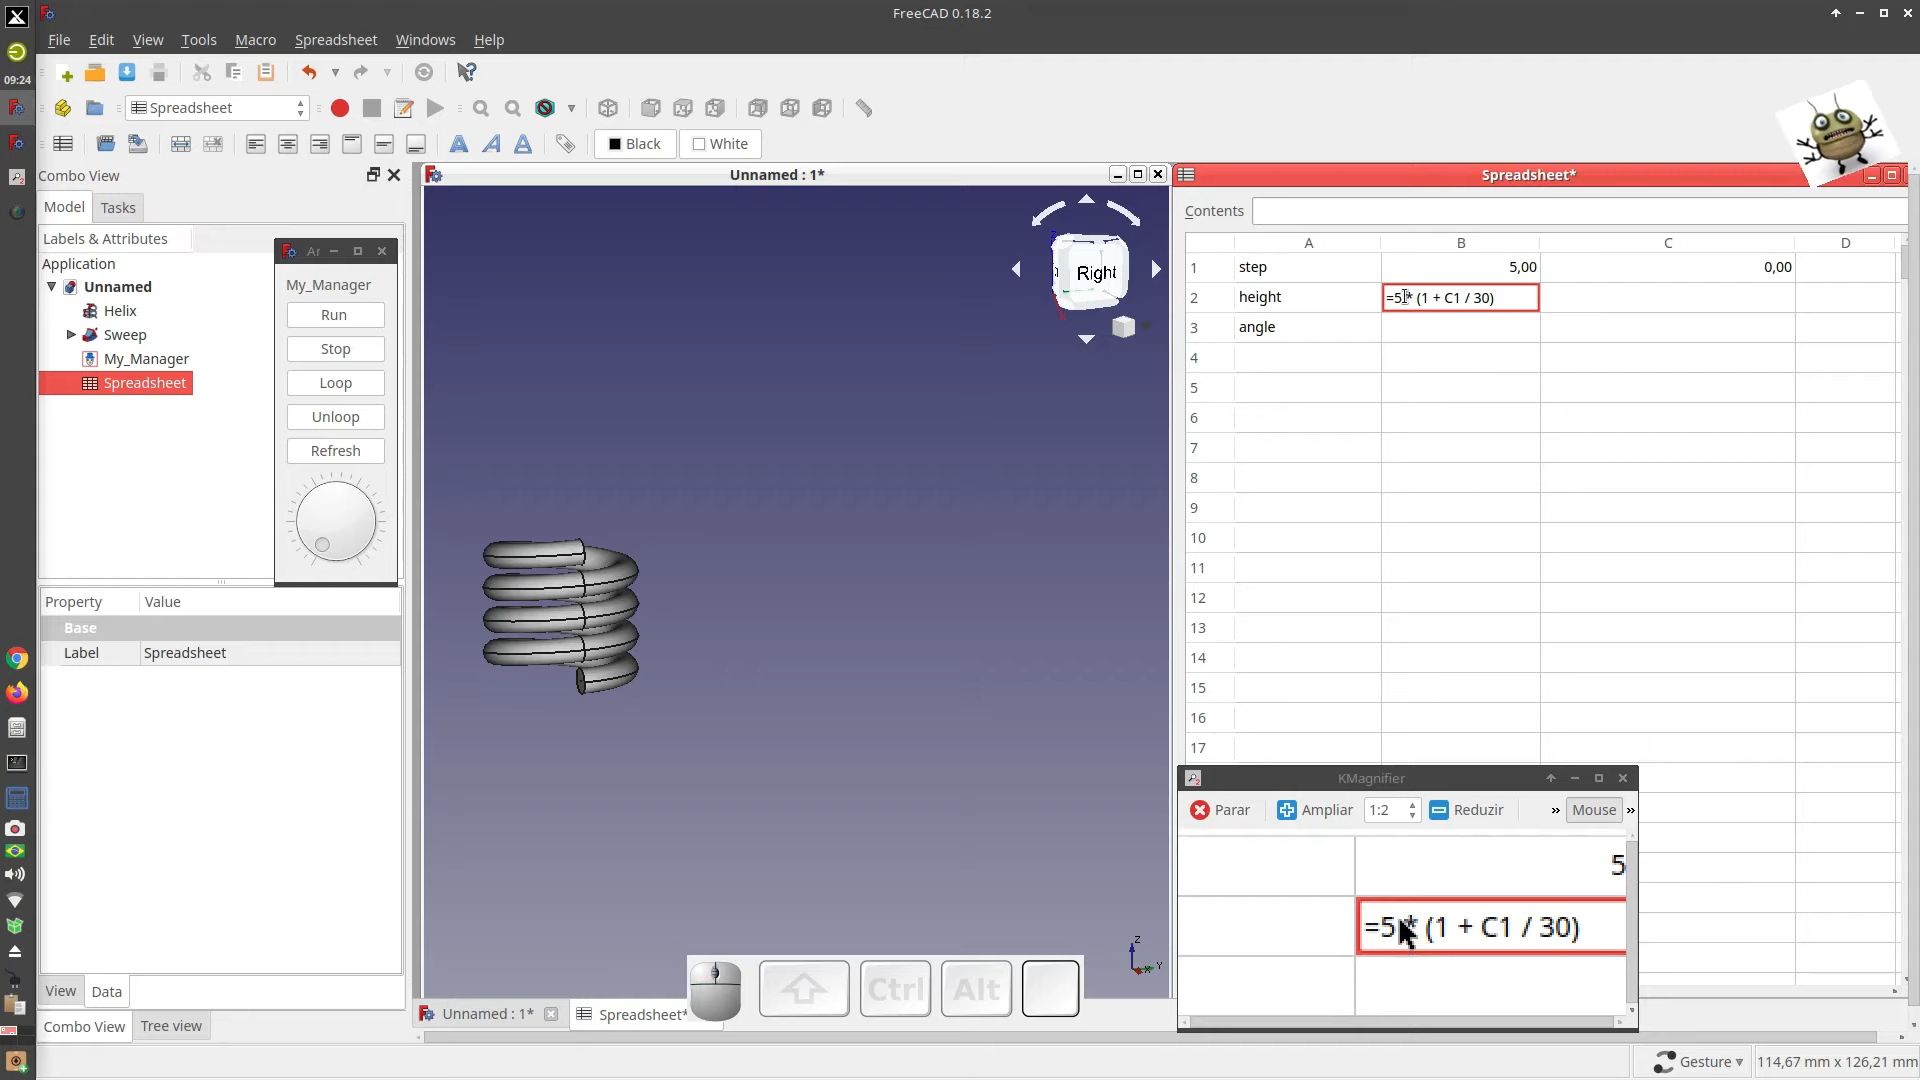 FreeCAD 0.18.2
File Edit View Tools Macro Spreadsheet Windows Help
09:24
Spreadsheet
Black
White
Combo View
Model
Tasks
Labels & Attributes
Application
Unnamed
Helix
Sweep
My_Manager
Spreadsheet
My_Manager
Run
Stop
Loop
Unloop
Refresh
Property Value
Base
Label Spreadsheet
View
Data
Combo View
Tree view
Unnamed : 1*
Right
Z
Y
Ctrl
Alt
Unnamed : 1*
Spreadsheet*
Spreadsheet*
Contents
A B C D
1 step 5,00 0,00
2 height =5* (1 + C1 / 30)
3 angle
4
5
6
7
8
9
10
11
12
13
14
15
16
17
KMagnifier
Parar
Ampliar
1:2
Reduzir
»
Mouse
»
5
=5* (1 + C1 / 30)
Gesture
114,67 mm x 126,21 mm